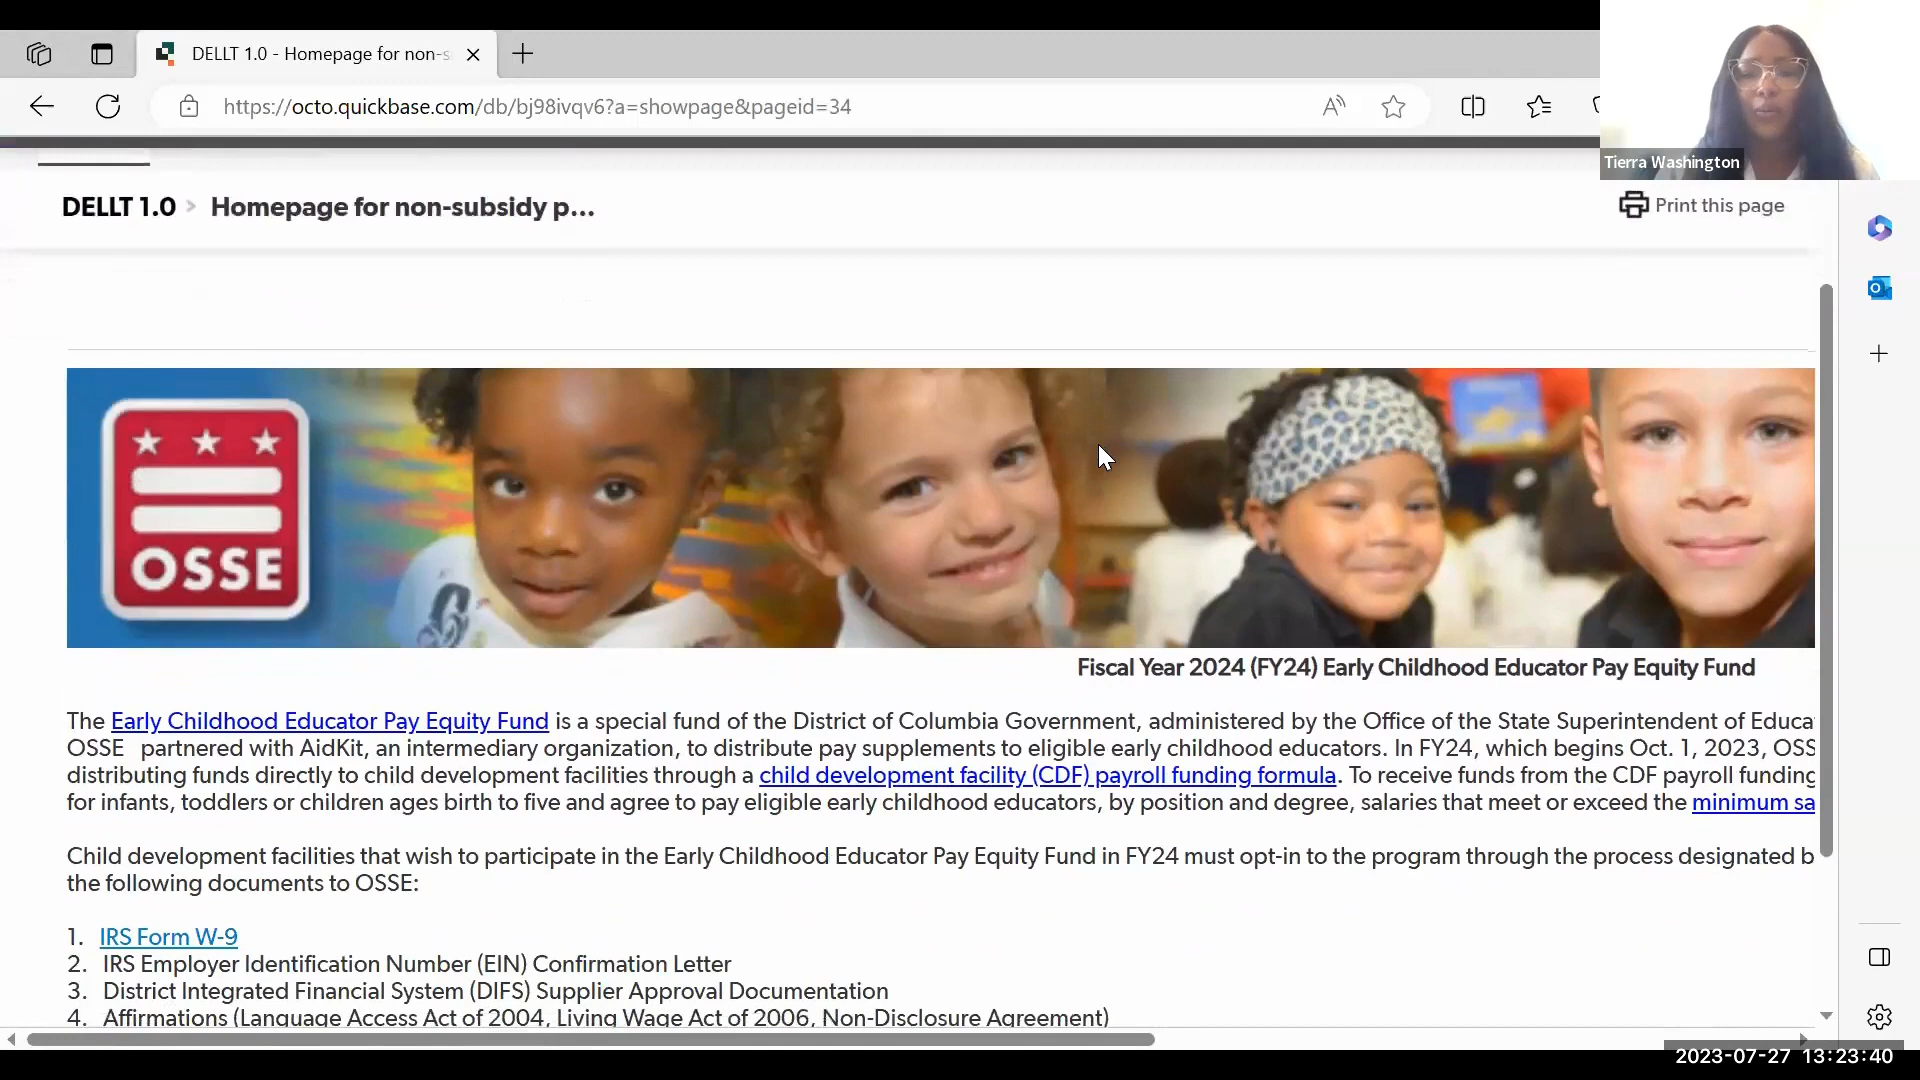 DELLT 1.0 - Homepage for non-s
https://octo.quickbase.com/db/bj98ivqv6?a=showpage&pageid=34
Tierra Washington
DELLT 1.0 > Homepage for non-subsidy p...
Print this page
OSSE
Fiscal Year 2024 (FY24) Early Childhood Educator Pay Equity Fund
The Early Childhood Educator Pay Equity Fund is a special fund of the District of Columbia Government, administered by the Office of the State Superintendent of Educa
OSSE partnered with AidKit, an intermediary organization, to distribute pay supplements to eligible early childhood educators. In FY24, which begins Oct. 1, 2023, OSS
distributing funds directly to child development facilities through a child development facility (CDF) payroll funding formula. To receive funds from the CDF payroll funding
for infants, toddlers or children ages birth to five and agree to pay eligible early childhood educators, by position and degree, salaries that meet or exceed the minimum sa
Child development facilities that wish to participate in the Early Childhood Educator Pay Equity Fund in FY24 must opt-in to the program through the process designated b
the following documents to OSSE:
1. IRS Form W-9
2. IRS Employer Identification Number (EIN) Confirmation Letter
3. District Integrated Financial System (DIFS) Supplier Approval Documentation
4. Affirmations (Language Access Act of 2004, Living Wage Act of 2006, Non-Disclosure Agreement)
2023-07-27 13:23:40